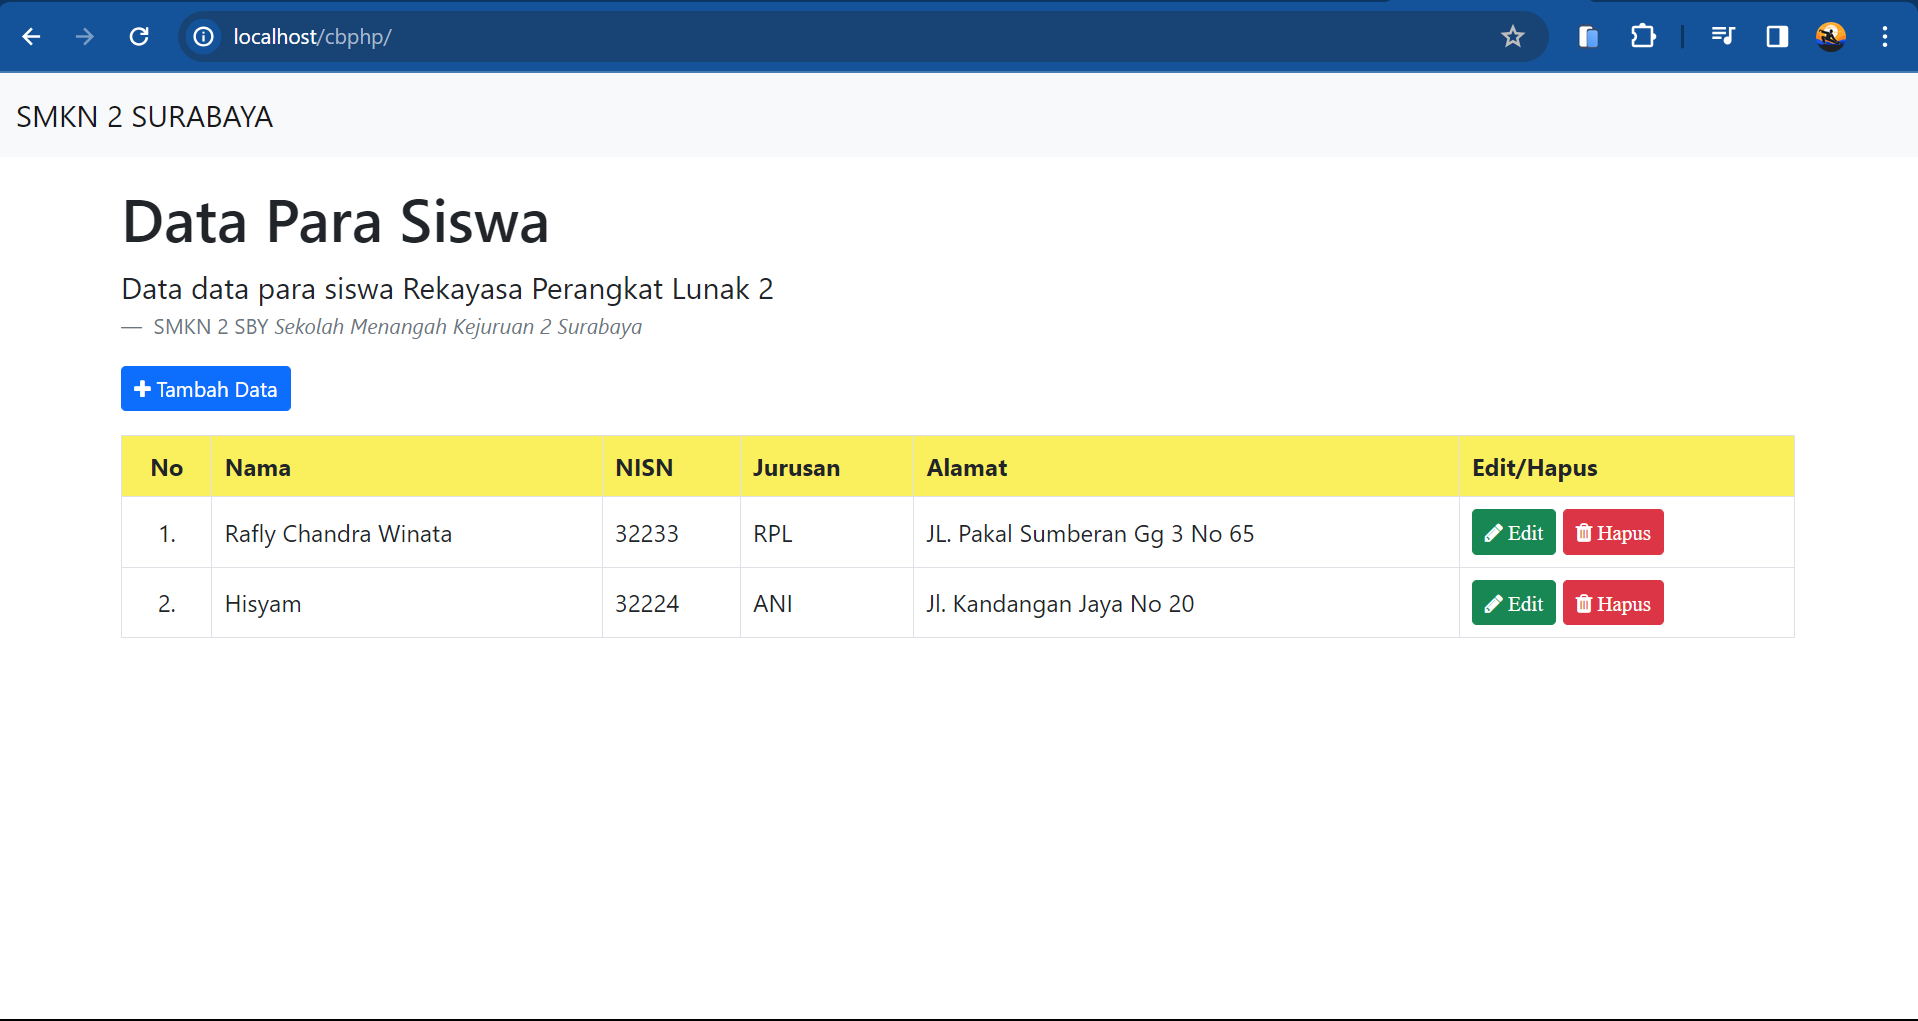 localhost/cbphp/
SMKN 2 SURABAYA
Data Para Siswa
Data data para siswa Rekayasa Perangkat Lunak 2
— SMKN 2 SBY Sekolah Menangah Kejuruan 2 Surabaya
Tambah Data
No Nama NISN Jurusan Alamat Edit/Hapus
1. Rafly Chandra Winata 32233 RPL JL. Pakal Sumberan Gg 3 No 65 Edit Hapus
2. Hisyam 32224 ANI Jl. Kandangan Jaya No 20 Edit Hapus